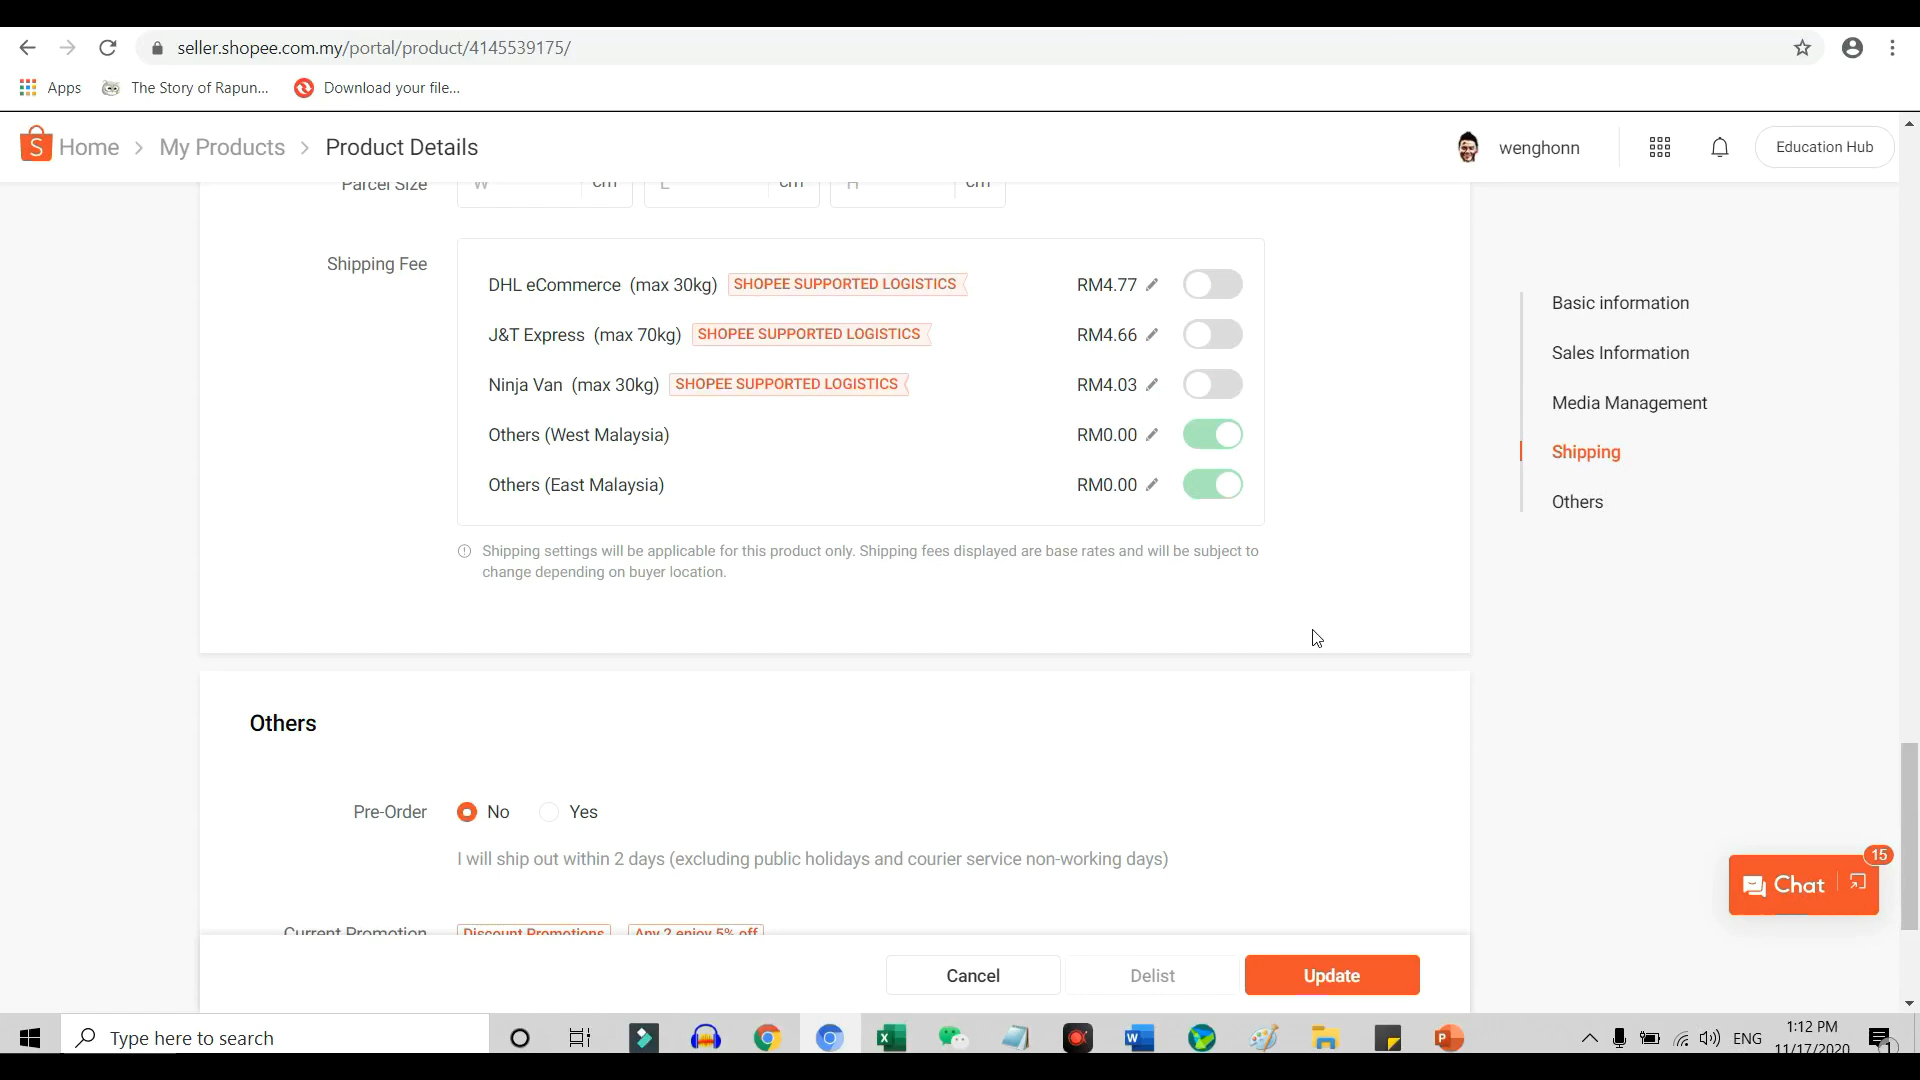 seller.shopee.com.my/portal/product/4145539175/
Apps
The Story of Rapun...
Download your file...
Home > My Products > Product Details
wenghonn
Education Hub
Parcel Size
W cm L cm H cm
Shipping Fee
DHL eCommerce (max 30kg) SHOPEE SUPPORTED LOGISTICS RM4.77
J&T Express (max 70kg) SHOPEE SUPPORTED LOGISTICS RM4.66
Ninja Van (max 30kg) SHOPEE SUPPORTED LOGISTICS RM4.03
Others (West Malaysia) RM0.00
Others (East Malaysia) RM0.00
Shipping settings will be applicable for this product only. Shipping fees displayed are base rates and will be subject to
change depending on buyer location.
Basic information
Sales Information
Media Management
Shipping
Others
Others
Pre-Order No Yes
I will ship out within 2 days (excluding public holidays and courier service non-working days)
Current Promotion Discount Promotions Any 2 enjoy 5% off
15
Chat
Cancel Delist Update
Type here to search
ENG
1:12 PM
11/17/2020
1